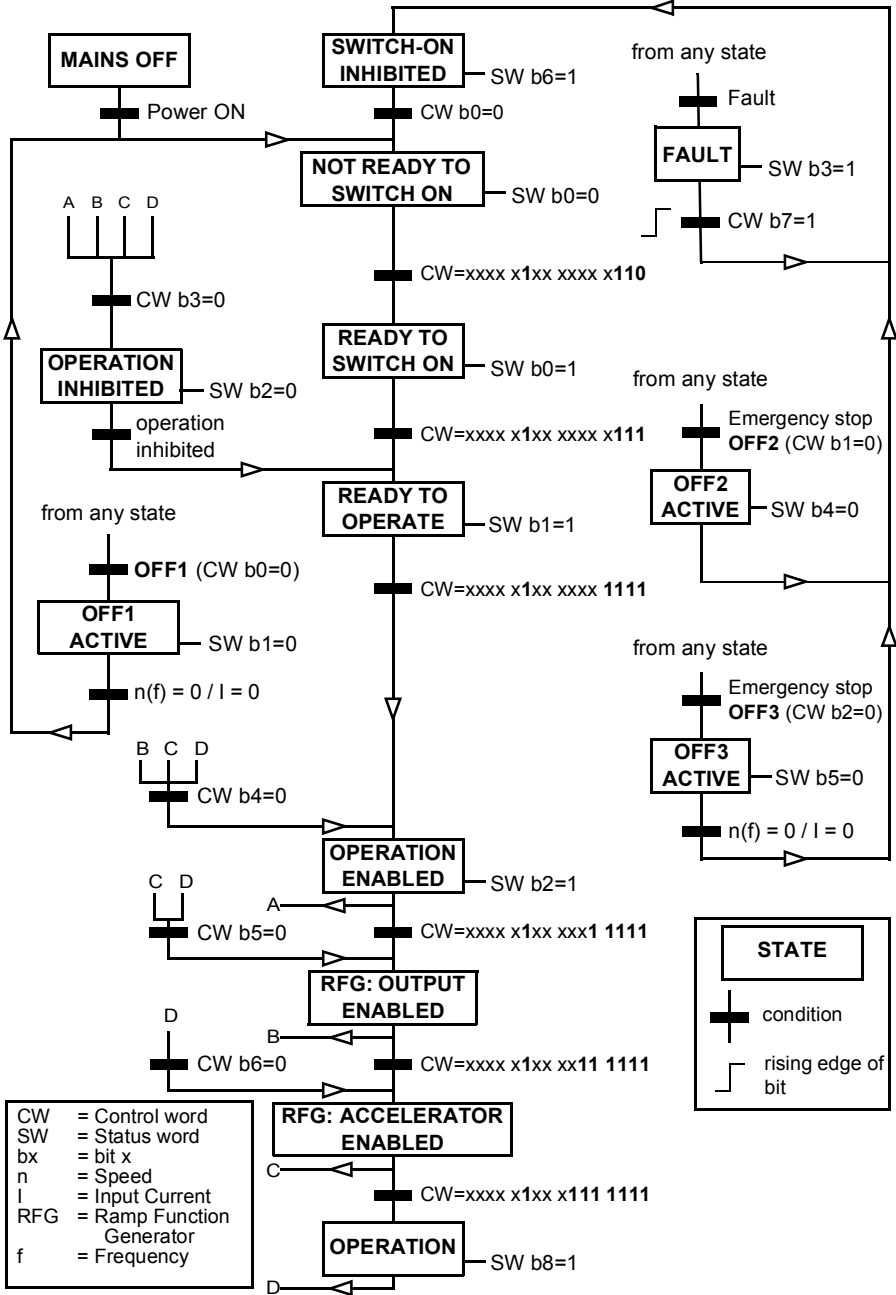 MAINS OFF
Power ON
SWITCH-ON
INHIBITED
SW b6=1
CW b0=0
NOT READY TO
SWITCH ON
SW b0=0
CW=xxxx x1xx xxxx x110
READY TO
SWITCH ON
SW b0=1
CW=xxxx x1xx xxxx x111
READY TO
OPERATE
SW b1=1
CW=xxxx x1xx xxxx 1111
A B C D
CW b3=0
OPERATION
INHIBITED
SW b2=0
operation
inhibited
from any state
OFF1 (CW b0=0)
OFF1
ACTIVE
SW b1=0
n(f) = 0 / I = 0
B C D
CW b4=0
OPERATION
ENABLED
SW b2=1
A
C D
CW b5=0
CW=xxxx x1xx xxx1 1111
RFG: OUTPUT
ENABLED
B
D
CW b6=0
CW=xxxx x1xx xx11 1111
RFG: ACCELERATOR
ENABLED
C
CW=xxxx x1xx x111 1111
OPERATION
SW b8=1
D
from any state
Fault
FAULT
SW b3=1
CW b7=1
from any state
Emergency stop
OFF2 (CW b1=0)
OFF2
ACTIVE
SW b4=0
from any state
Emergency stop
OFF3 (CW b2=0)
OFF3
ACTIVE
SW b5=0
n(f) = 0 / I = 0
STATE
condition
rising edge of
bit
CW = Control word
SW = Status word
bx = bit x
n = Speed
I = Input Current
RFG = Ramp Function
Generator
f = Frequency